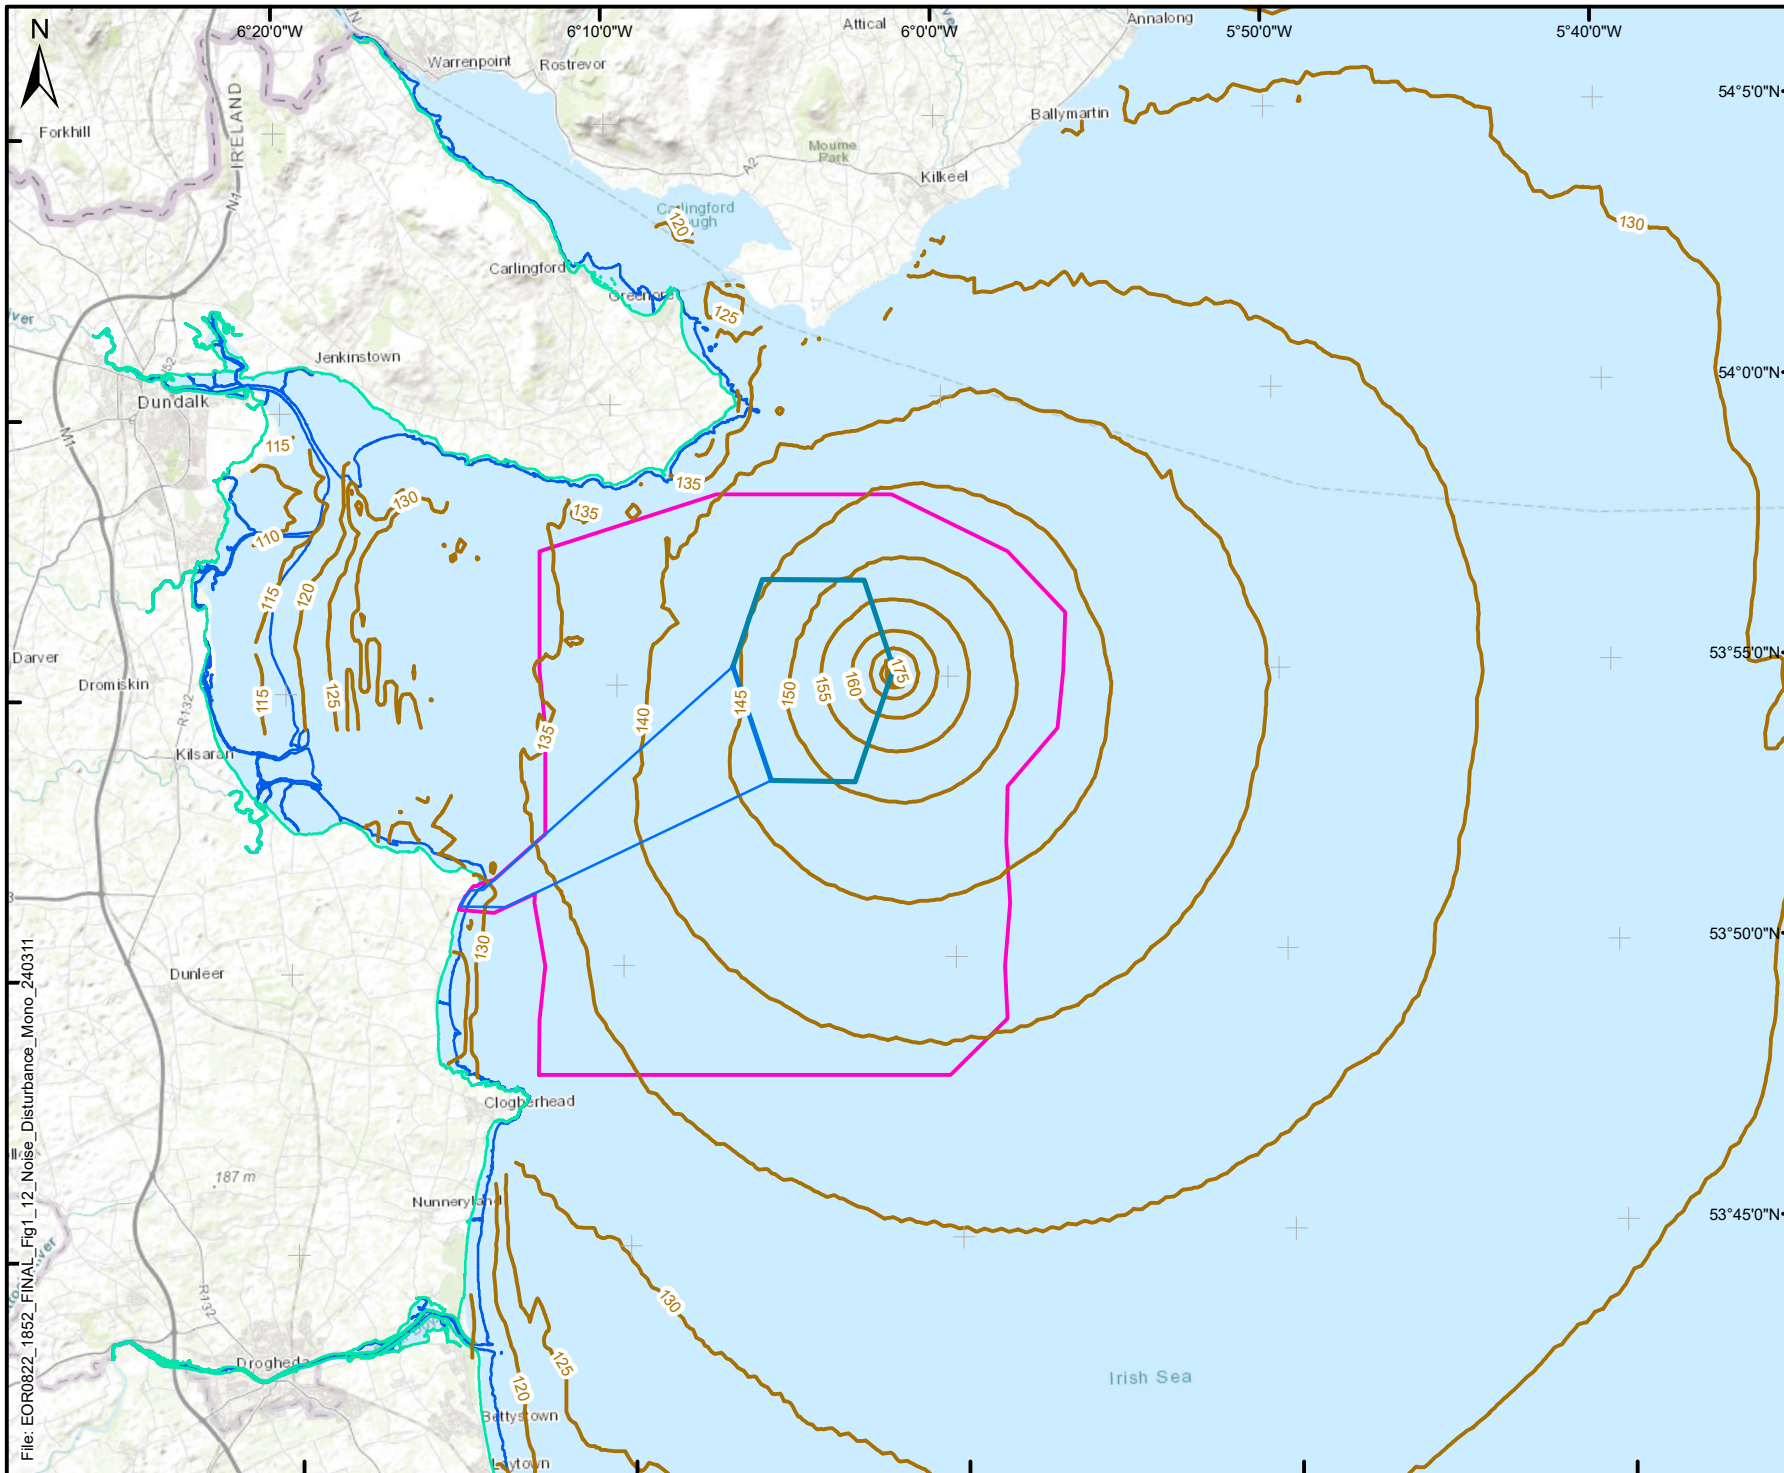 N
6°20'0"W
6°10'0"W
6°0'0"W
5°50'0"W
5°40'0"W
Attical
Annalong
Warrenpoint
Rostrevor
54°5'0"N
Ballymartin
Forkhill
N1
IRELAND
Mourne
Park
A2
Kilkeel
Carlingford
Lough
120
130
Carlingford
Greenore
125
Jenkinstown
54°0'0"N
N52
Dundalk
M1
115
135
130
135
110
115
120
Darver
53°55'0"N
Dromiskin
115
125
R132
135
140
145
150
155
160
175
Kilsaran
53°50'0"N
130
Dunleer
Clogherhead
187 m
Nunneryland
53°45'0"N
R132
130
125
120
Drogheda
Irish Sea
Bettystown
Laytown
File: EOR0822_1852_FINAL_Fig1_12_Noise_Disturbance_Mono_240311